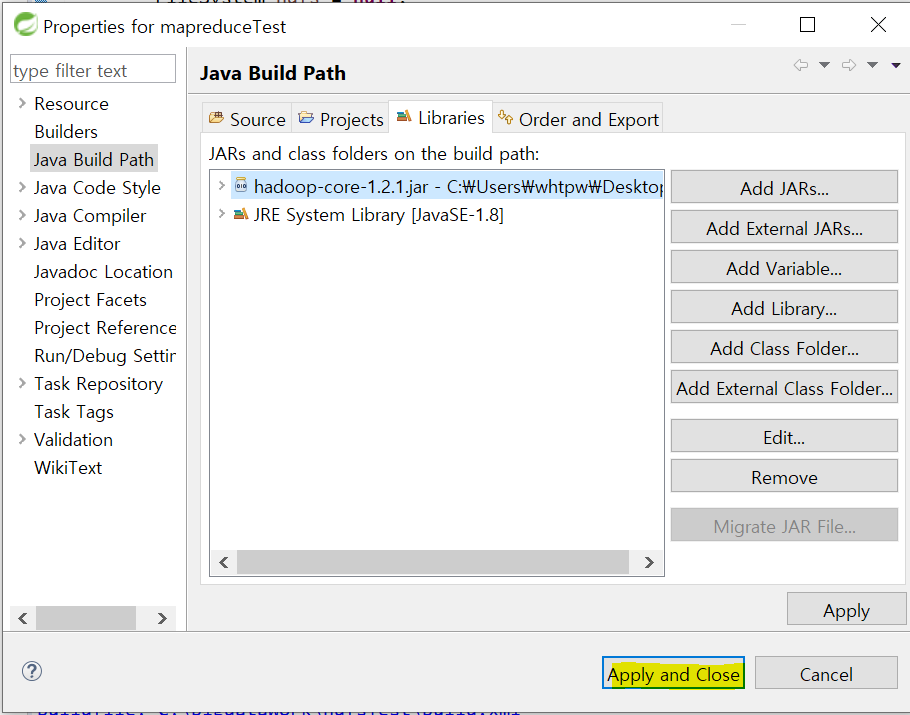 FileSystem hdfs = null;
Properties for mapreduceTest
type filter text
Resource
Builders
Java Build Path
Java Code Style
Java Compiler
Java Editor
Javadoc Location
Project Facets
Project Reference
Run/Debug Settin
Task Repository
Task Tags
Validation
WikiText
Java Build Path
Source
Projects
Libraries
Order and Export
JARs and class folders on the build path:
hadoop-core-1.2.1.jar - C:₩Users₩whtpw₩Desktop
JRE System Library [JavaSE-1.8]
Add JARs...
Add External JARs...
Add Variable...
Add Library...
Add Class Folder...
Add External Class Folder...
Edit...
Remove
Migrate JAR File...
Apply
Apply and Close
Cancel